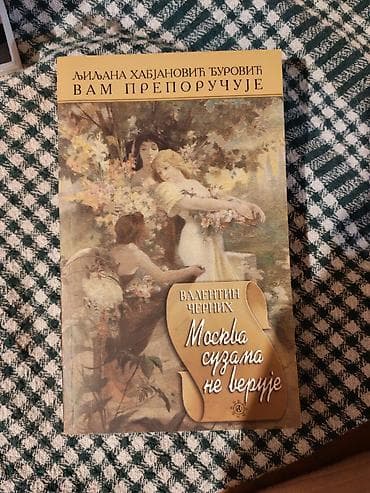 ЉИЉАНА ХАБЈАНОВИЋ ЂУРОВИЋ
ВАМ ПРЕПОРУЧУЈЕ
ВАЛЕНТИН
ЧЕРНИХ
Москва
сузама
не верује